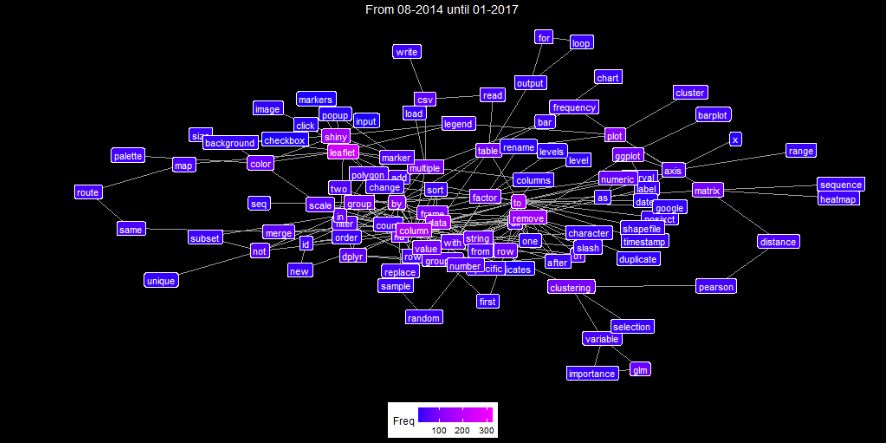 From 08-2014 until 01-2017
for
loop
write
chart
output
cluster
read
markers
csv
frequency
image
popup
load
barplot
input
bar
click
legend
size
shiny
plot
background
checkbox
x
rename
table
levels
leaflet
range
palette
ggplot
marker
level
map
color
multiple
axis
polygon
add
numeric
columns
sequence
two
change
label
sort
matrix
route
factor
as
heatmap
seq
scale
group
by
to
date
google
in
frame
remove
data
filter
count
same
merge
column
shapefile
character
order
subset
string
one
timestamp
id
with
slash
distance
value
not
from
row
of
dplyr
row
group
duplicate
number
after
new
replace
unique
sample
clustering
pearson
first
random
selection
variable
importance
glm
Freq
100 200 300